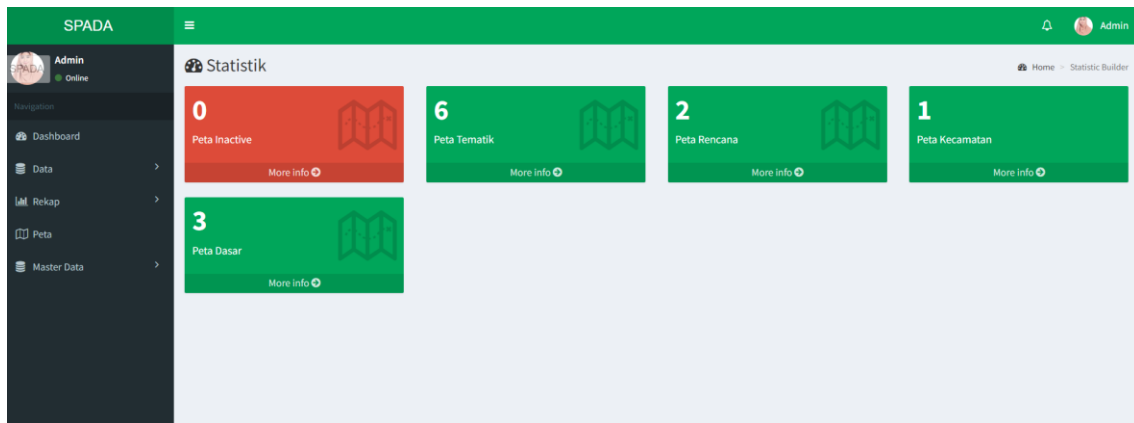 SPADA
Admin
SPADA
Admin
Online
Navigation
Dashboard
Data
Rekap
Peta
Master Data
Statistik
Home > Statistic Builder
0
Peta Inactive
More info
6
Peta Tematik
More info
2
Peta Rencana
More info
1
Peta Kecamatan
More info
3
Peta Dasar
More info